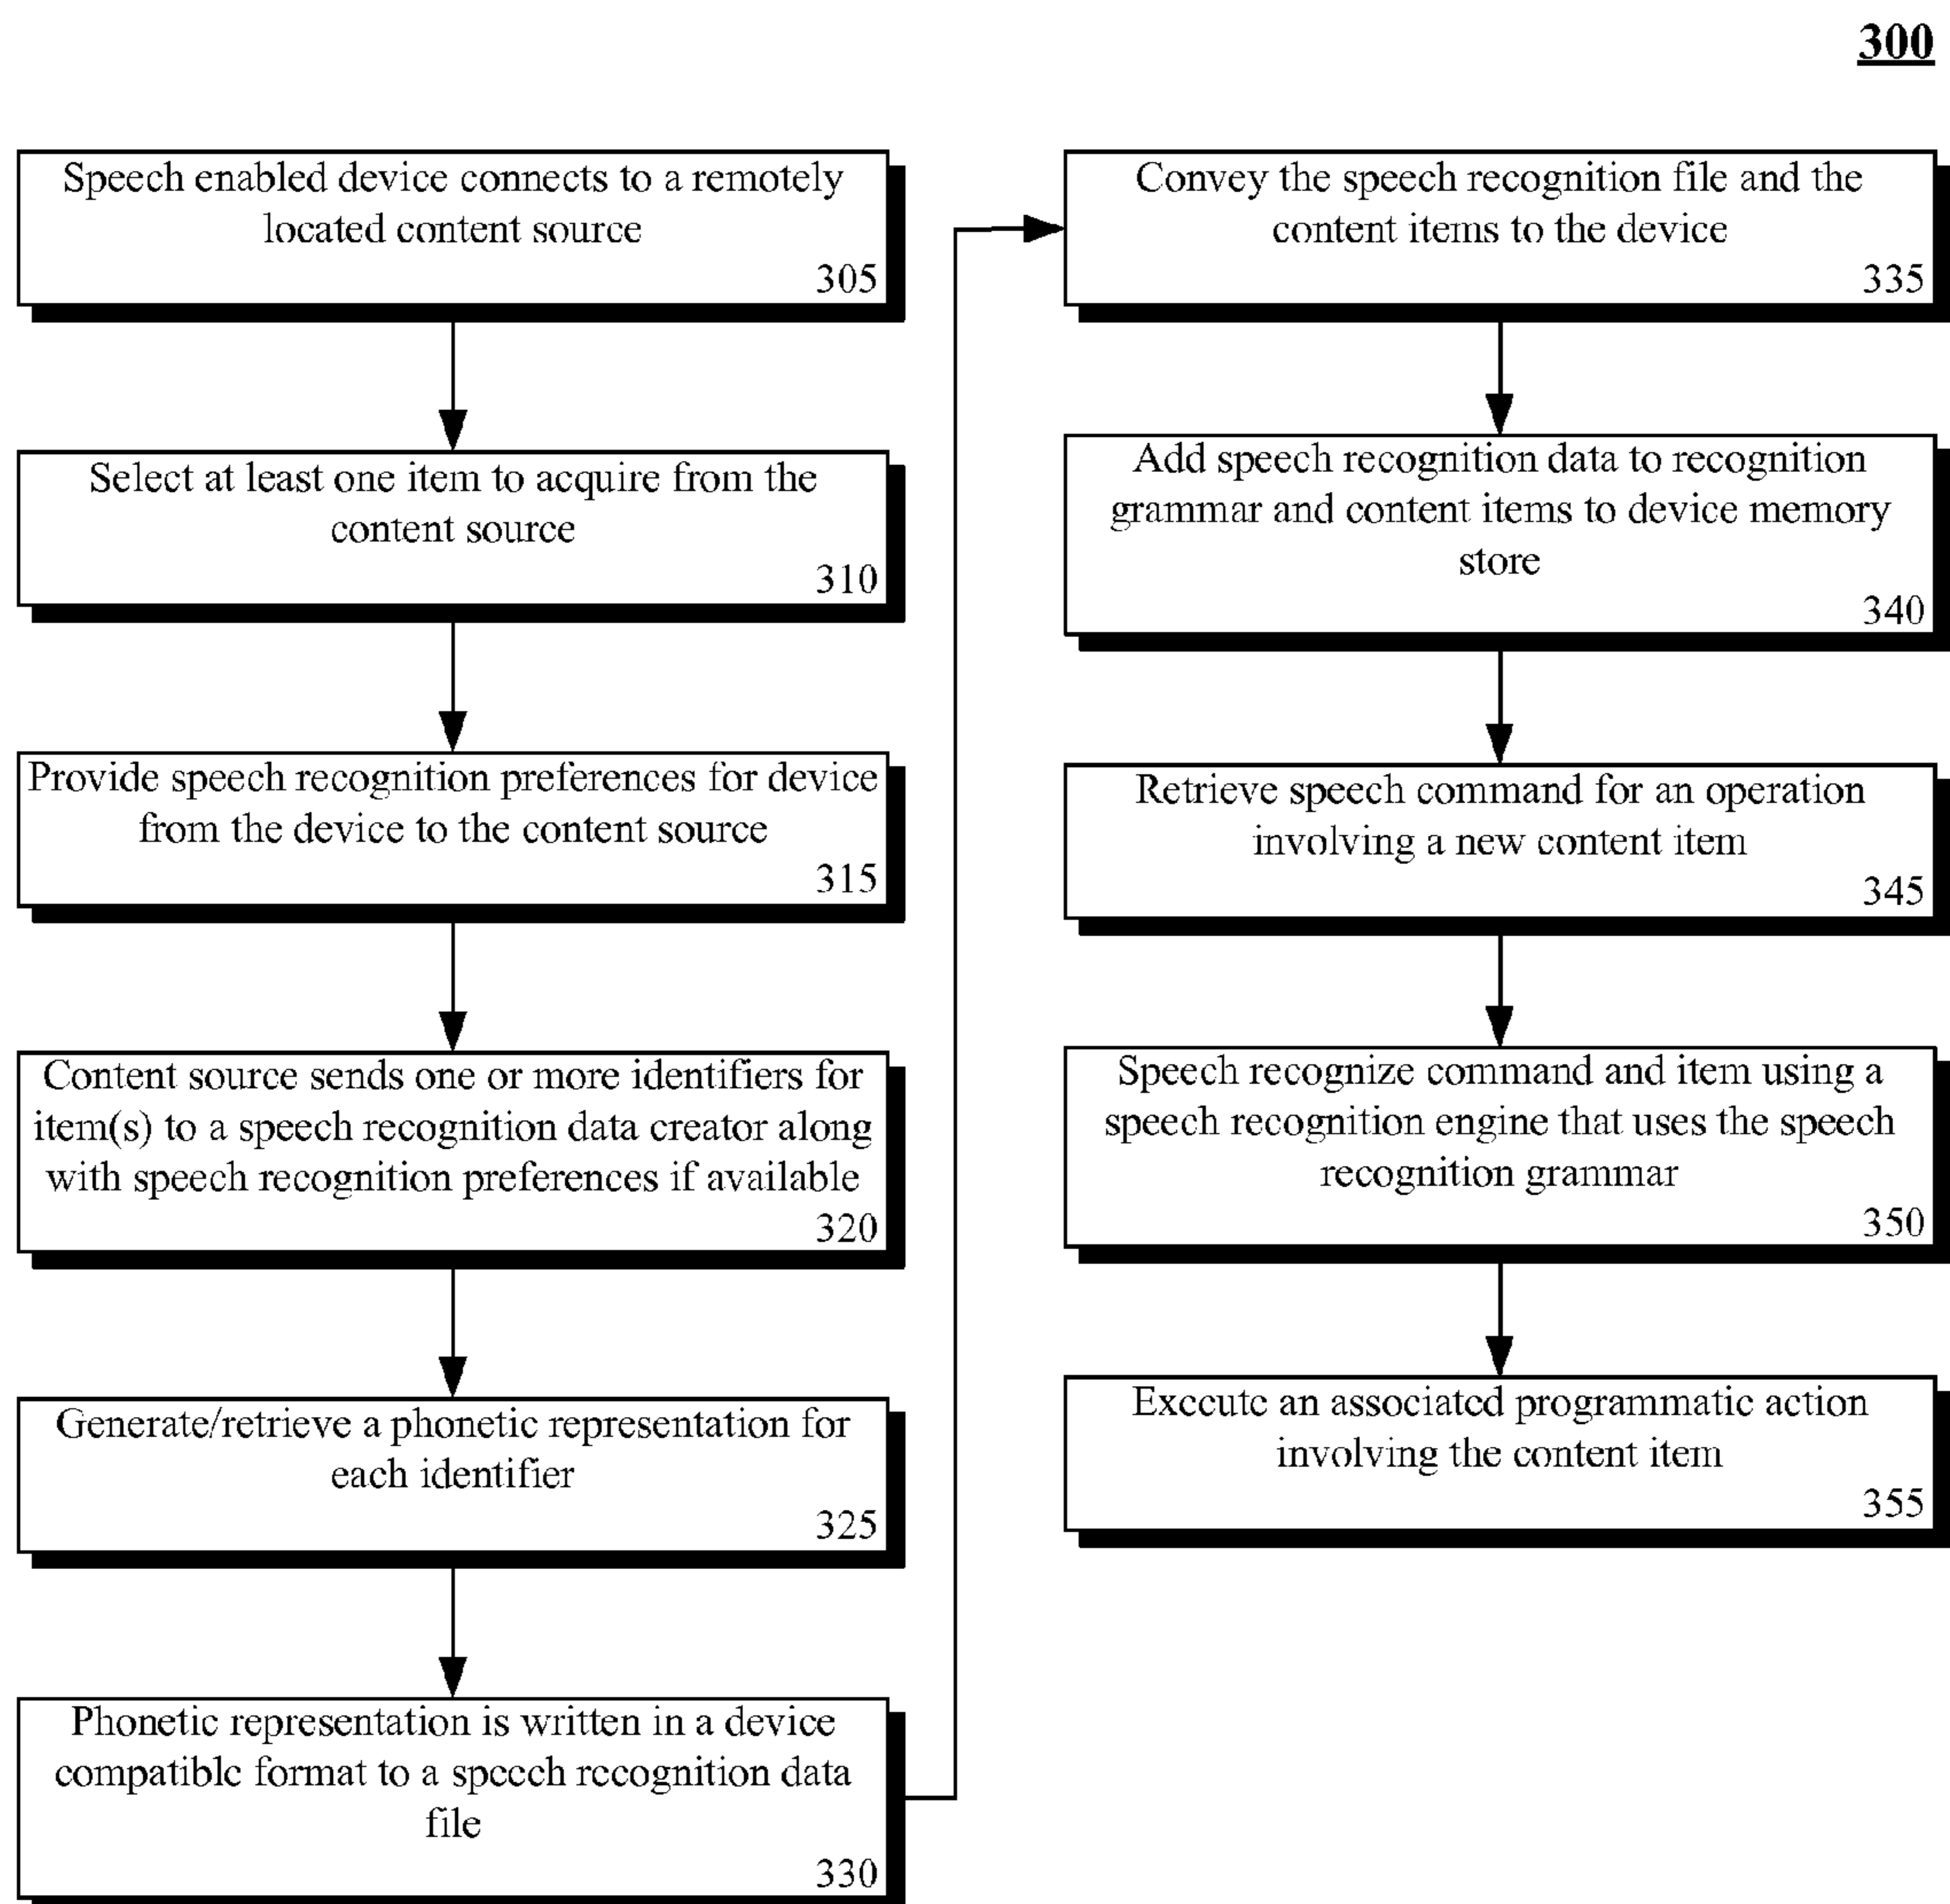 300
Speech enabled device connects to a remotely
located content source
305
Select at least one item to acquire from the
content source
310
Provide speech recognition preferences for device
from the device to the content source
315
Content source sends one or more identifiers for
item(s) to a speech recognition data creator along
with speech recognition preferences if available
320
Generate/retrieve a phonetic representation for
each identifier
325
Phonetic representation is written in a device
compatible format to a speech recognition data
file
330
Convey the speech recognition file and the
content items to the device
335
Add speech recognition data to recognition
grammar and content items to device memory
store
340
Retrieve speech command for an operation
involving a new content item
345
Speech recognize command and item using a
speech recognition engine that uses the speech
recognition grammar
350
Execute an associated programmatic action
involving the content item
355